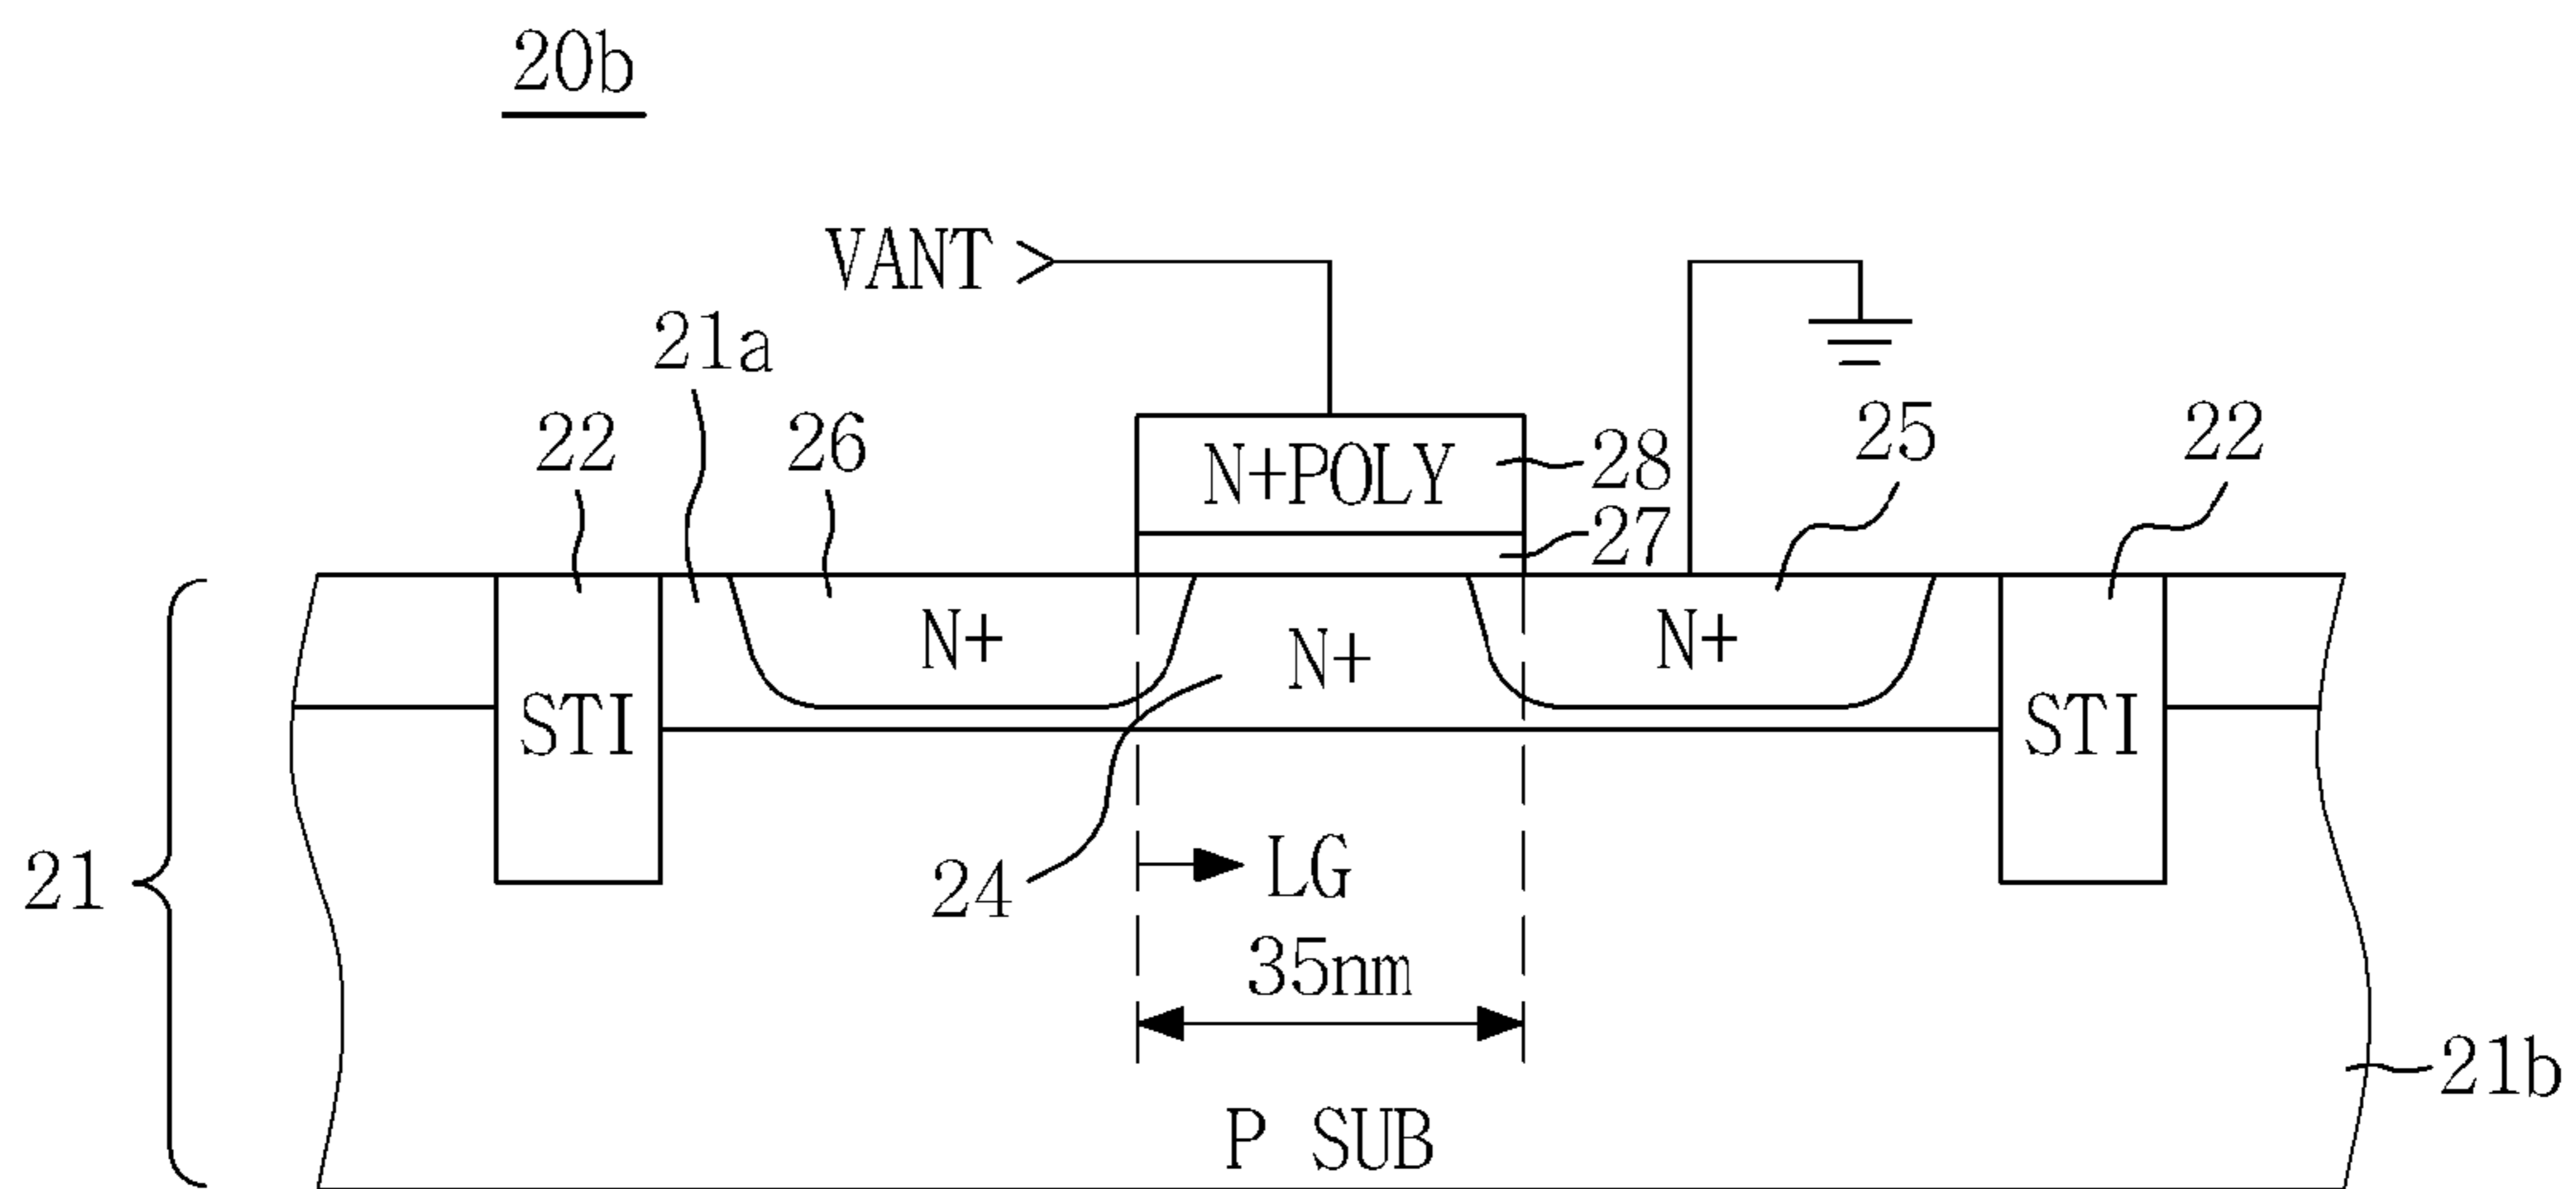 20b
VANT
21a
22
26
N+POLY
28
25
22
27
N+
N+
N+
STI
STI
21
24
LG
35nm
21b
P SUB